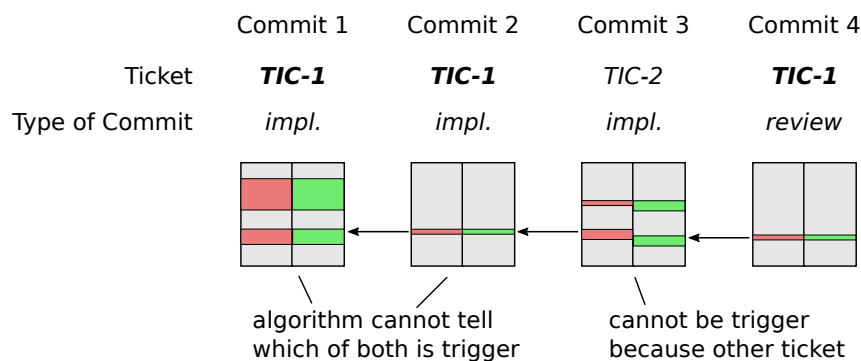 Commit 1 Commit 2 Commit 3 Commit 4
Ticket TIC-1 TIC-1 TIC-2 TIC-1
Type of Commit impl. impl. impl. review
algorithm cannot tell
which of both is trigger
cannot be trigger
because other ticket